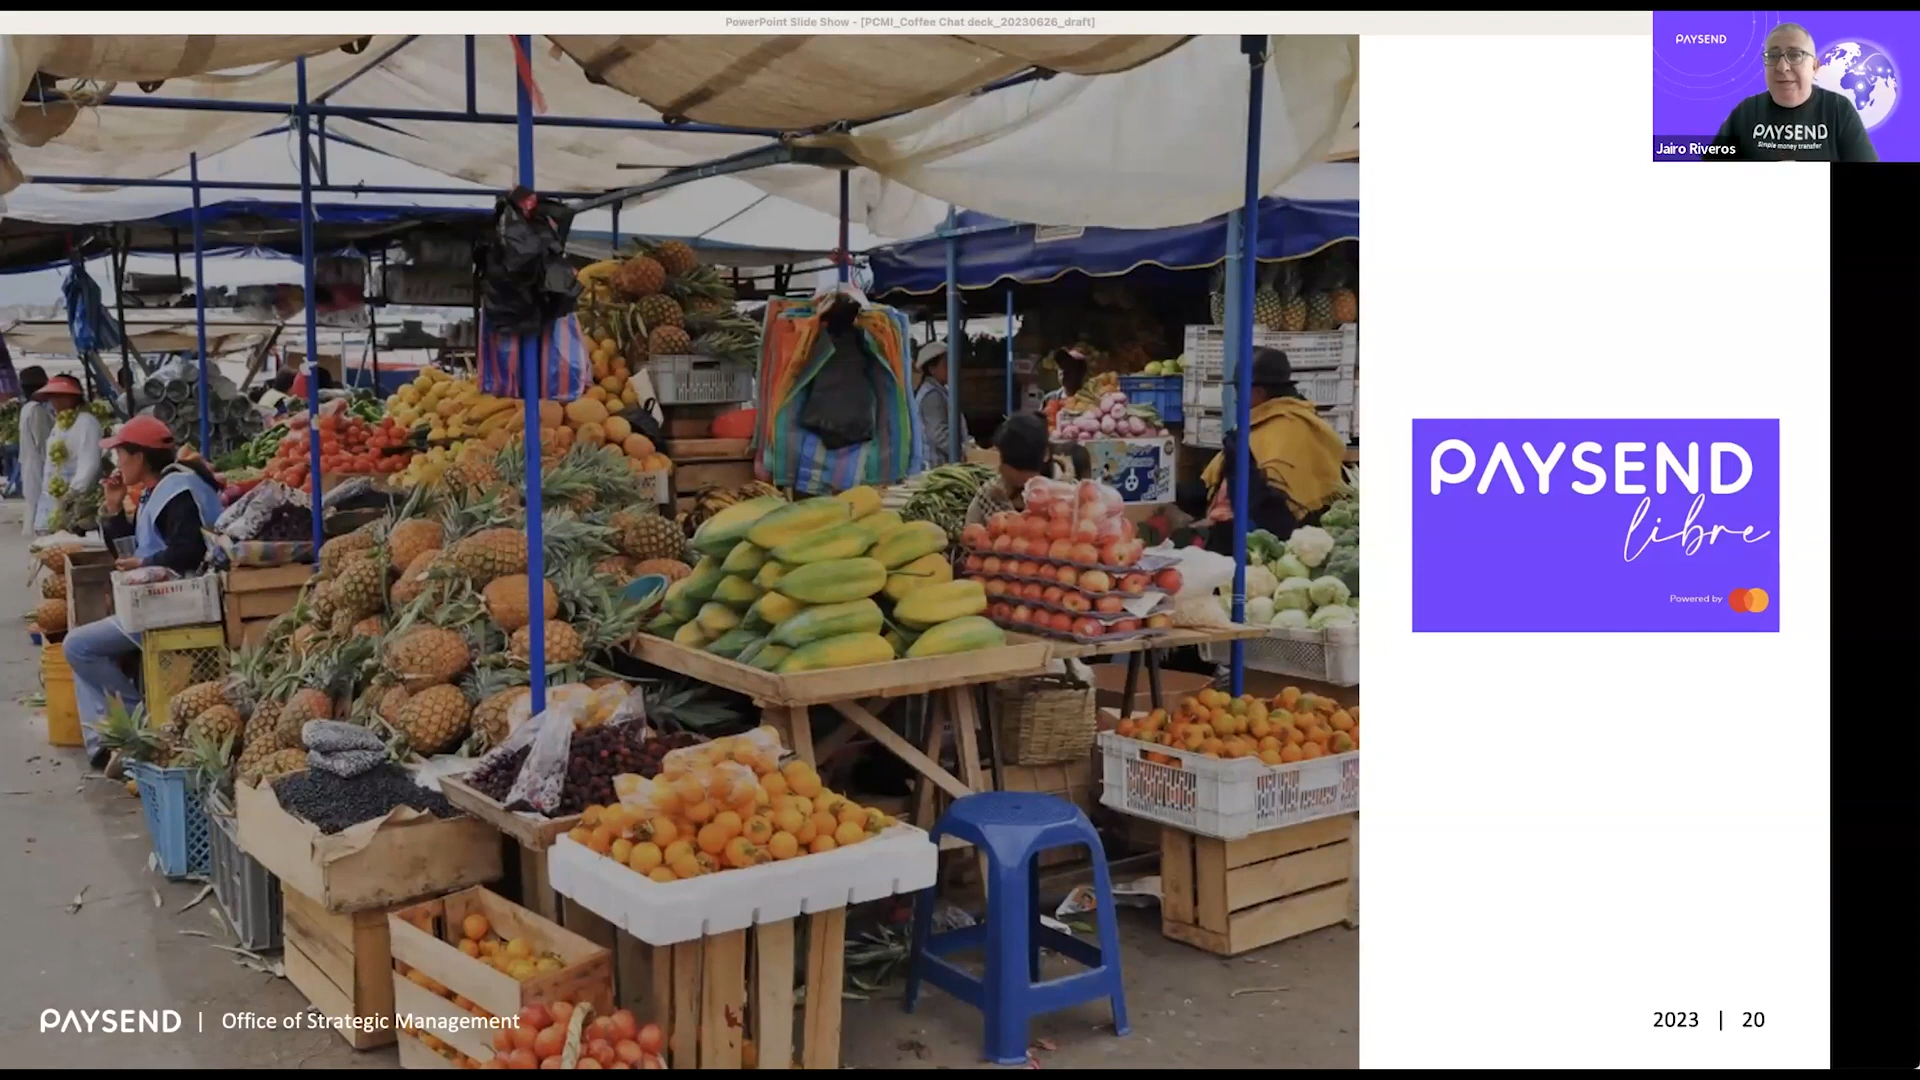 PowerPoint Slide Show - [PCMI_Coffee Chat deck_20230626_draft]
PAYSEND
PAYSEND
Simple money transfer
Jairo Riveros
PAYSEND
libre
Powered by
PAYSEND | Office of Strategic Management
2023 | 20